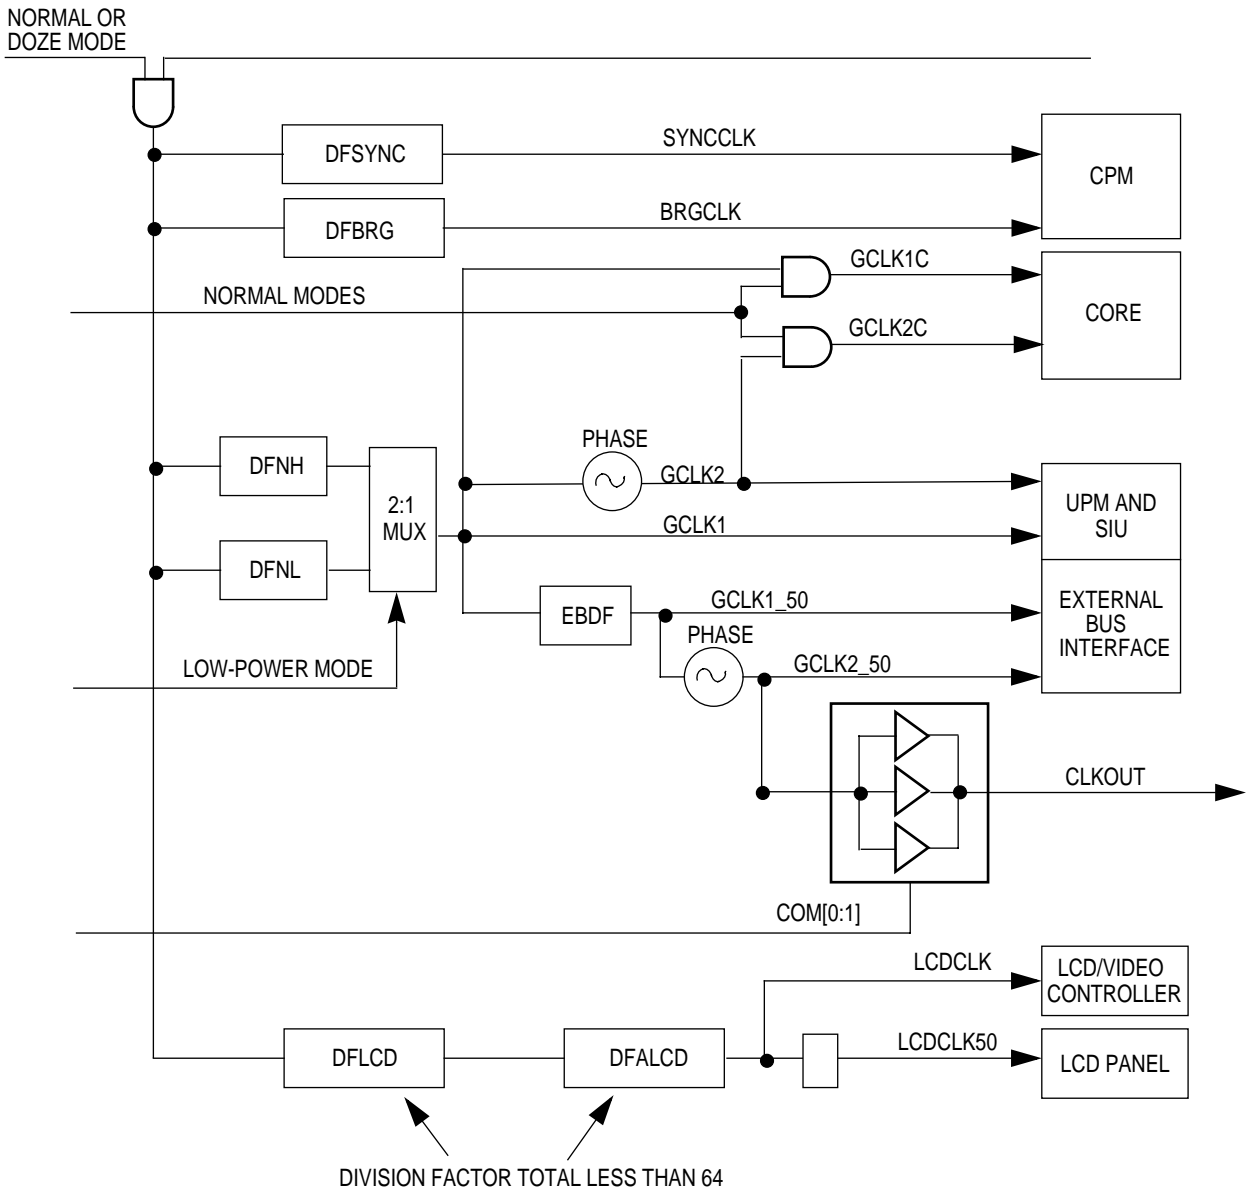 NORMAL OR
DOZE MODE
DFSYNC
SYNCCLK
CPM
DFBRG
BRGCLK
GCLK1C
NORMAL MODES
CORE
GCLK2C
PHASE
DFNH
GCLK2
2:1
MUX
GCLK1
UPM AND
SIU
DFNL
EBDF
GCLK1_50
EXTERNAL
BUS
INTERFACE
PHASE
LOW-POWER MODE
GCLK2_50
CLKOUT
COM[0:1]
LCDCLK
LCD/VIDEO
CONTROLLER
DFLCD
DFALCD
LCDCLK50
LCD PANEL
DIVISION FACTOR TOTAL LESS THAN 64